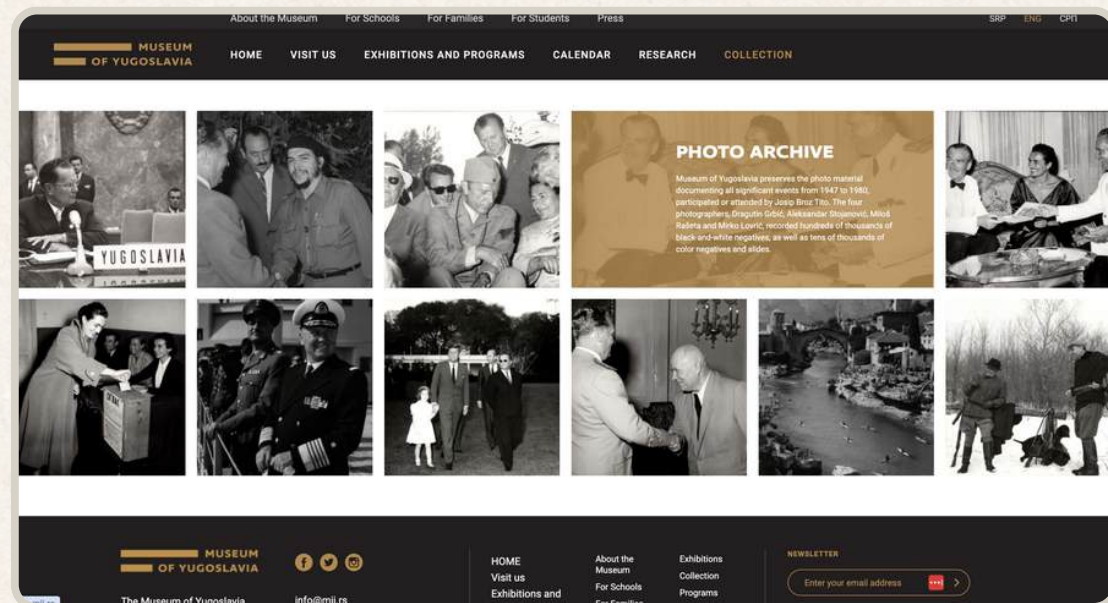 About the Museum For Schools For Families For Students Press SRP ENG СРП
MUSEUM
OF YUGOSLAVIA
HOME VISIT US EXHIBITIONS AND PROGRAMS CALENDAR RESEARCH COLLECTION
YUGOSLAVIA
PHOTO ARCHIVE
Museum of Yugoslavia preserves the photo material
documenting all significant events from 1947 to 1980,
participated or attended by Josip Broz Tito. The four
photographers, Dragutin Grbić, Aleksandar Stojanović, Miloš
Rašeta and Mirko Lovrić, recorded hundreds of thousands of
black-and-white negatives, as well as tens of thousands of
color negatives and slides.
MUSEUM
OF YUGOSLAVIA
The Museum of Yugoslavia
info@mij.rs
HOME
Visit us
Exhibitions and
About the
Museum
For Schools
For Families
Exhibitions
Collection
Programs
NEWSLETTER
Enter your email address